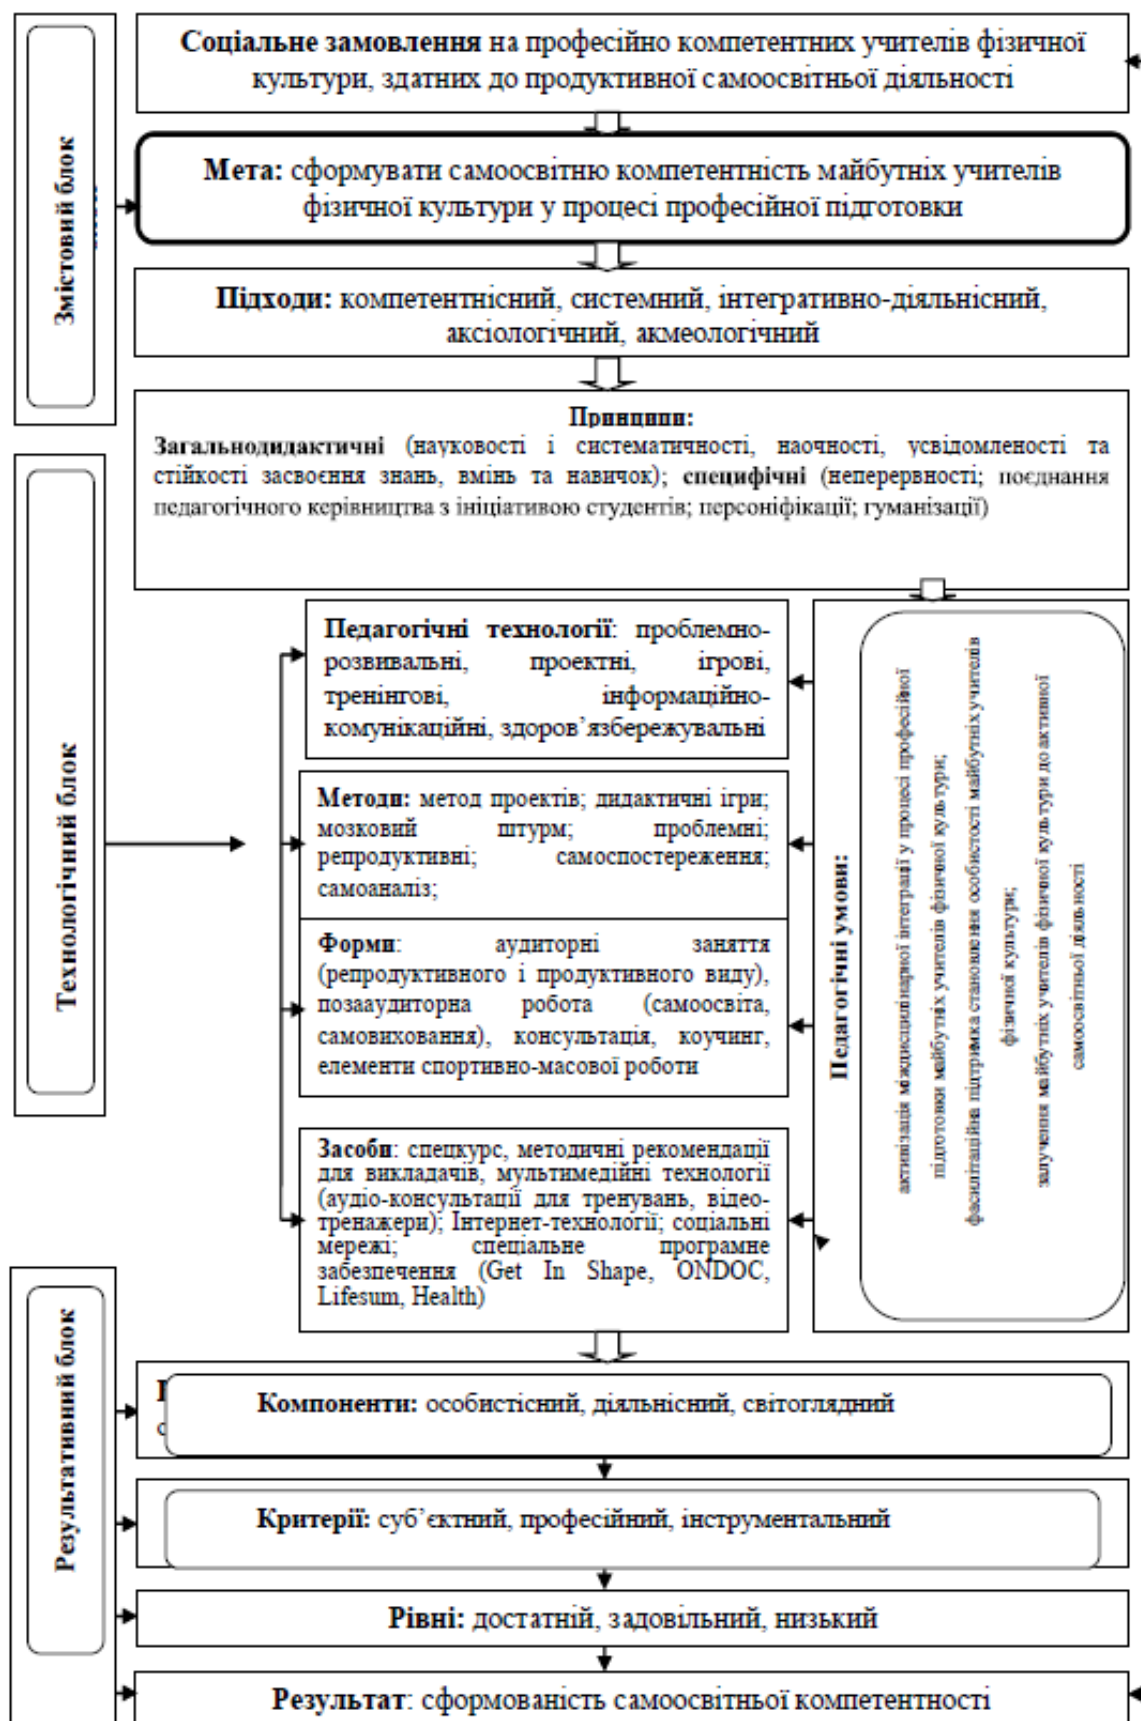 Соціальне замовлення на професійно компетентних учителів фізичної
культури, здатних до продуктивної самоосвітньої діяльності
Змістовий блок
Мета: сформувати самоосвітню компетентність майбутніх учителів
фізичної культури у процесі професійної підготовки
Підходи: компетентнісний, системний, інтегративно-діяльнісний,
аксіологічний, акмеологічний
Принципи:
Загальнодидактичні (науковості і систематичності, наочності, усвідомленості та
стійкості засвоєння знань, вмінь та навичок); специфічні (неперервності; поєднання
педагогічного керівництва з ініціативою студентів; персоніфікації; гуманізації)
Технологічний блок
Педагогічні технології: проблемно-
розвивальні, проектні, ігрові,
тренінгові, інформаційно-
комунікаційні, здоров’язбережувальні
Методи: метод проектів; дидактичні ігри;
мозковий штурм; проблемні;
репродуктивні; самоспостереження;
самоаналіз;
Форми: аудиторні заняття
(репродуктивного і продуктивного виду),
позааудиторна робота (самоосвіта,
самовиховання), консультація, коучинг,
елементи спортивно-масової роботи
Засоби: спецкурс, методичні рекомендації
для викладачів, мультимедійні технології
(аудіо-консультації для тренувань, відео-
тренажери); Інтернет-технології; соціальні
мережі; спеціальне програмне
забезпечення (Get In Shape, ONDOC,
Lifesum, Health)
Педагогічні умови:
активізація міждисциплінарної інтеграції у процесі професійної
підготовки майбутніх учителів фізичної культури;
фасилітаційна підтримка становлення особистості майбутніх учителів
фізичної культури;
залучення майбутніх учителів фізичної культури до активної
самоосвітньої діяльності
Результативний блок
Компоненти: особистісний, діяльнісний, світоглядний
Критерії: суб’єктний, професійний, інструментальний
Рівні: достатній, задовільний, низький
Результат: сформованість самоосвітньої компетентності